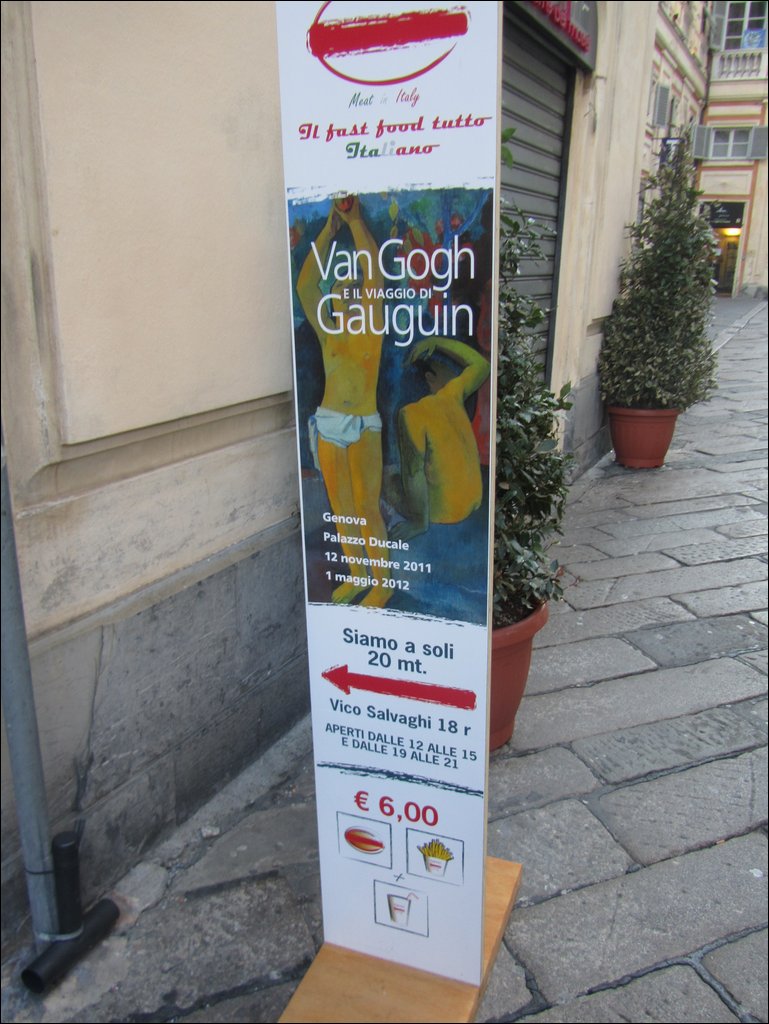 Meat in Italy
Il fast food tutto
Italiano
Van Gogh
E IL VIAGGIO DI
Gauguin
Genova
Palazzo Ducale
12 novembre 2011
1 maggio 2012
Siamo a soli
20 mt.
Vico Salvaghi 18 r
APERTI DALLE 12 ALLE 15
E DALLE 19 ALLE 21
€ 6,00
+